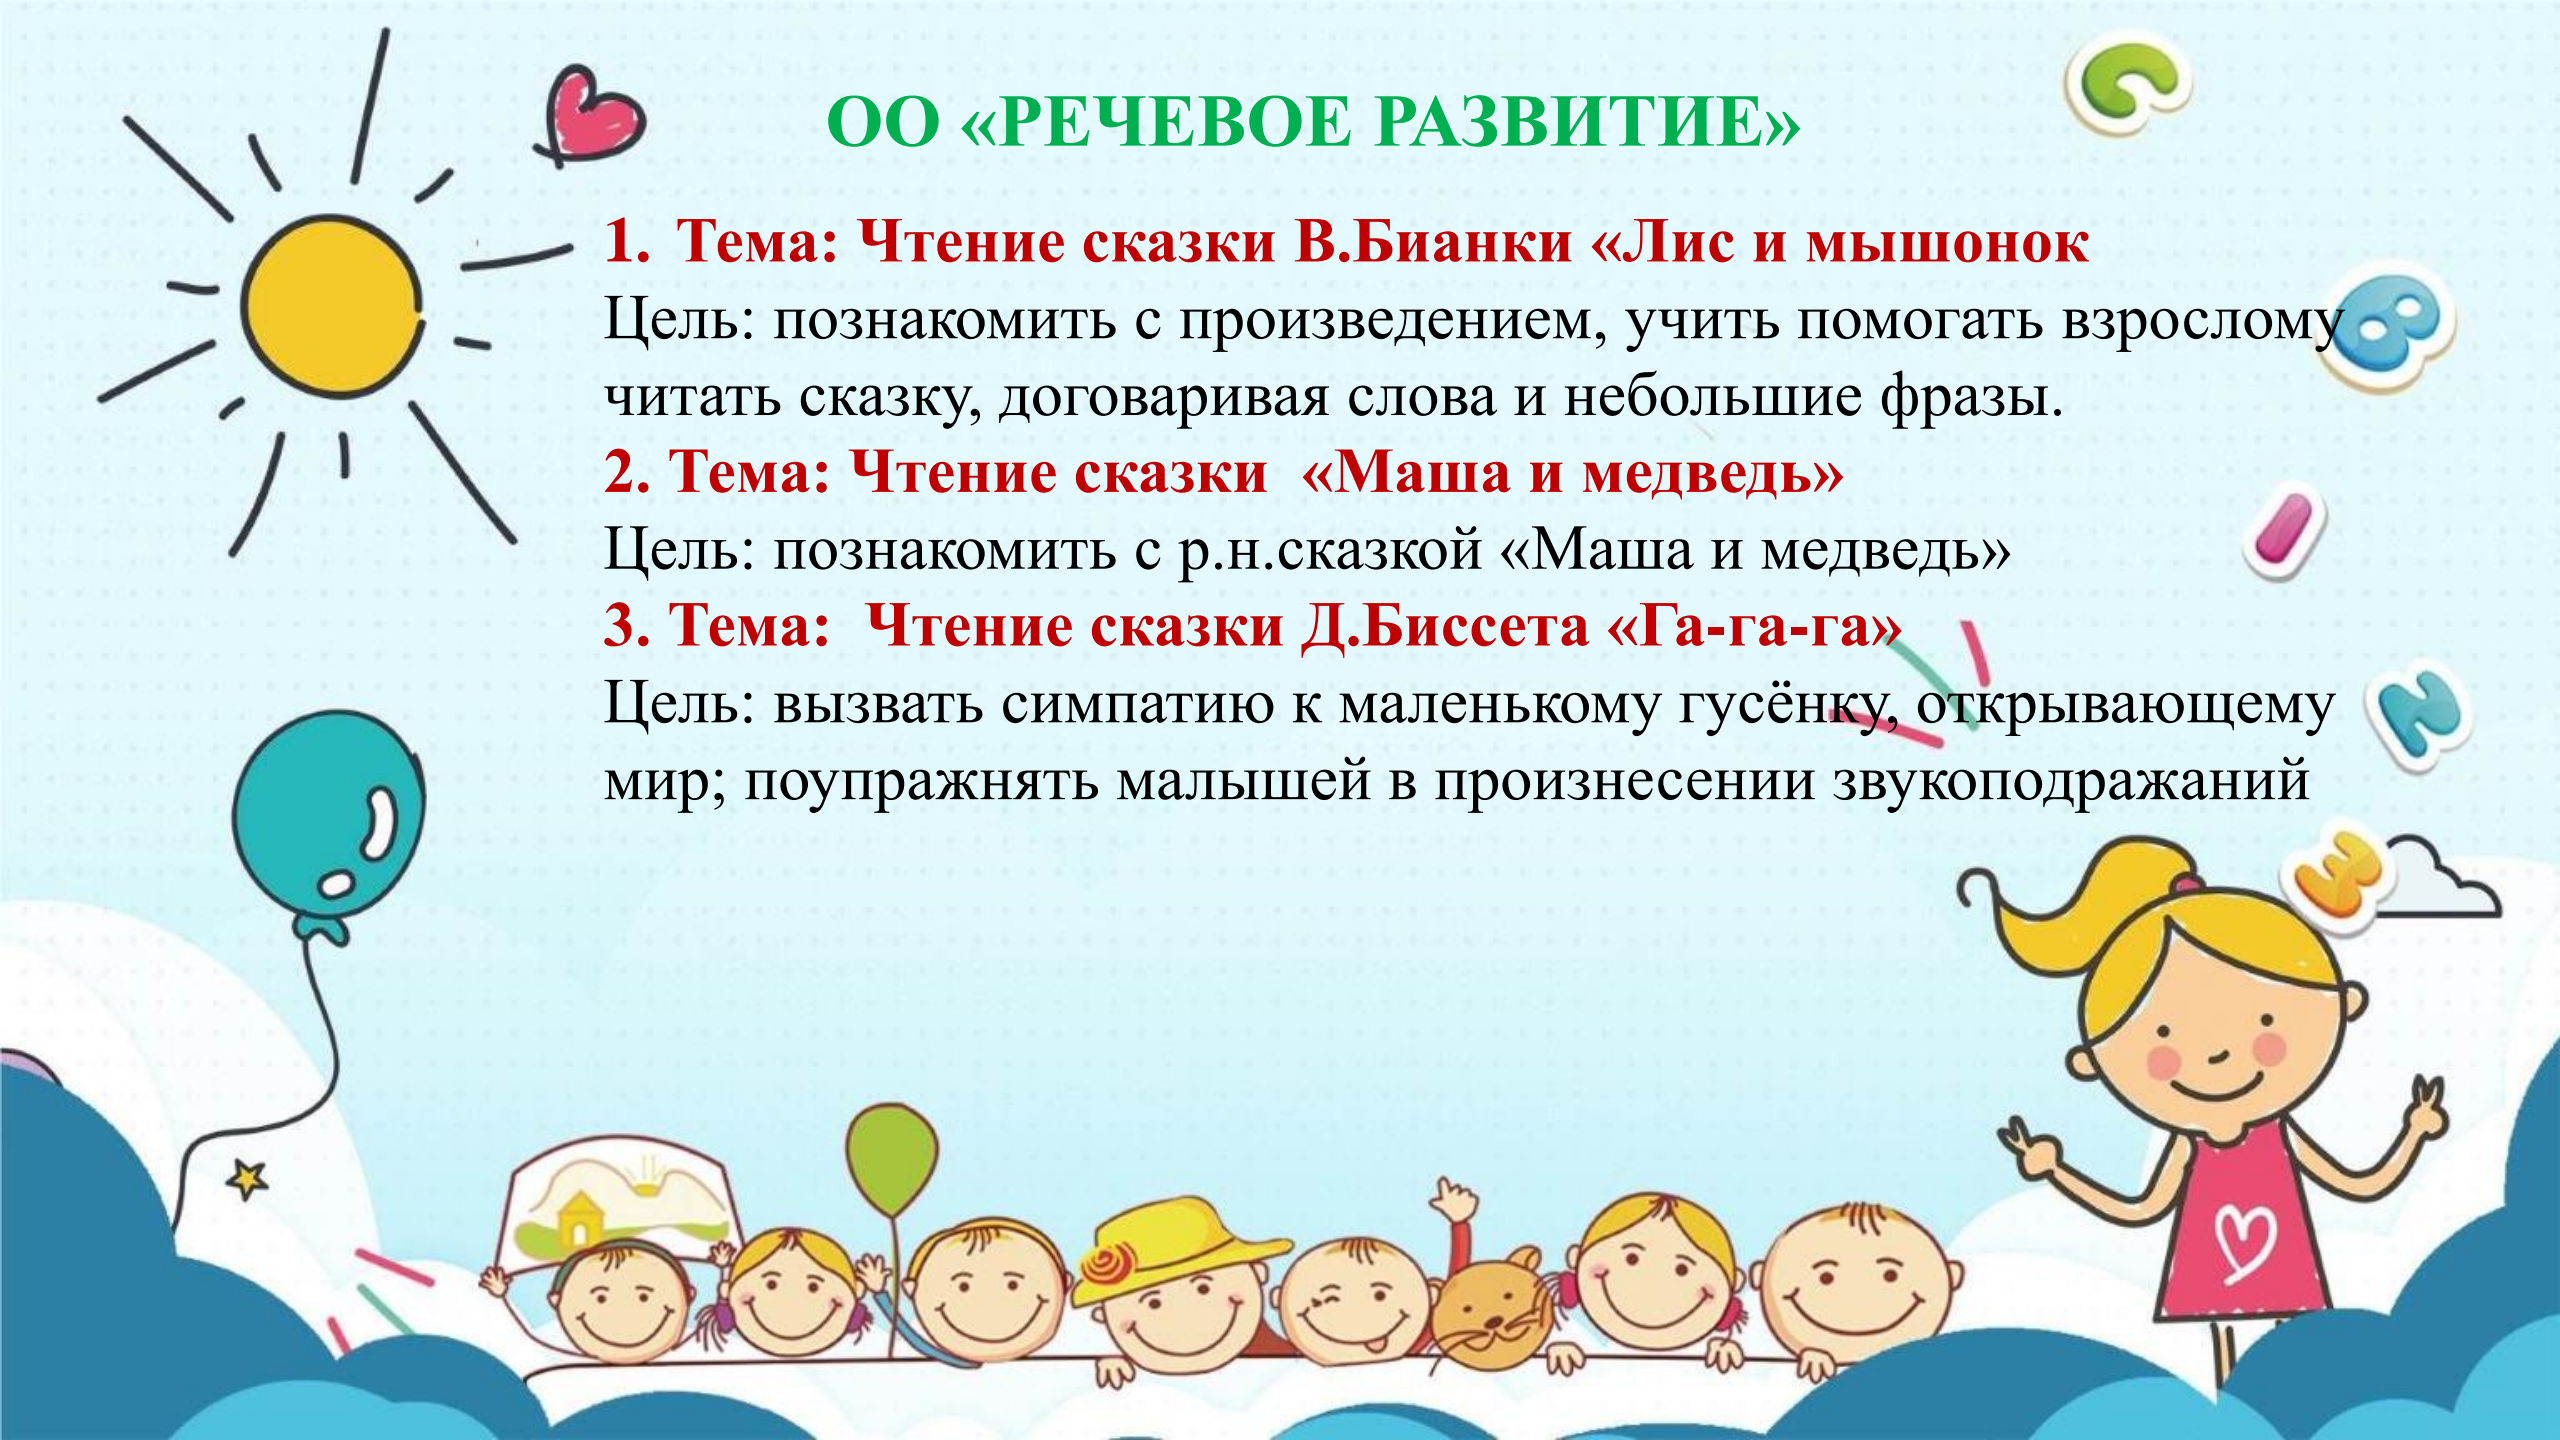 ОО «РЕЧЕВОЕ РАЗВИТИЕ»
1. Тема: Чтение сказки В.Бианки «Лис и мышонок
Цель: познакомить с произведением, учить помогать взрослому
читать сказку, договаривая слова и небольшие фразы.
2. Тема: Чтение сказки «Маша и медведь»
Цель: познакомить с р.н.сказкой «Маша и медведь»
3. Тема: Чтение сказки Д.Биссета «Га-га-га»
Цель: вызвать симпатию к маленькому гусёнку, открывающему
мир; поупражнять малышей в произнесении звукоподражаний